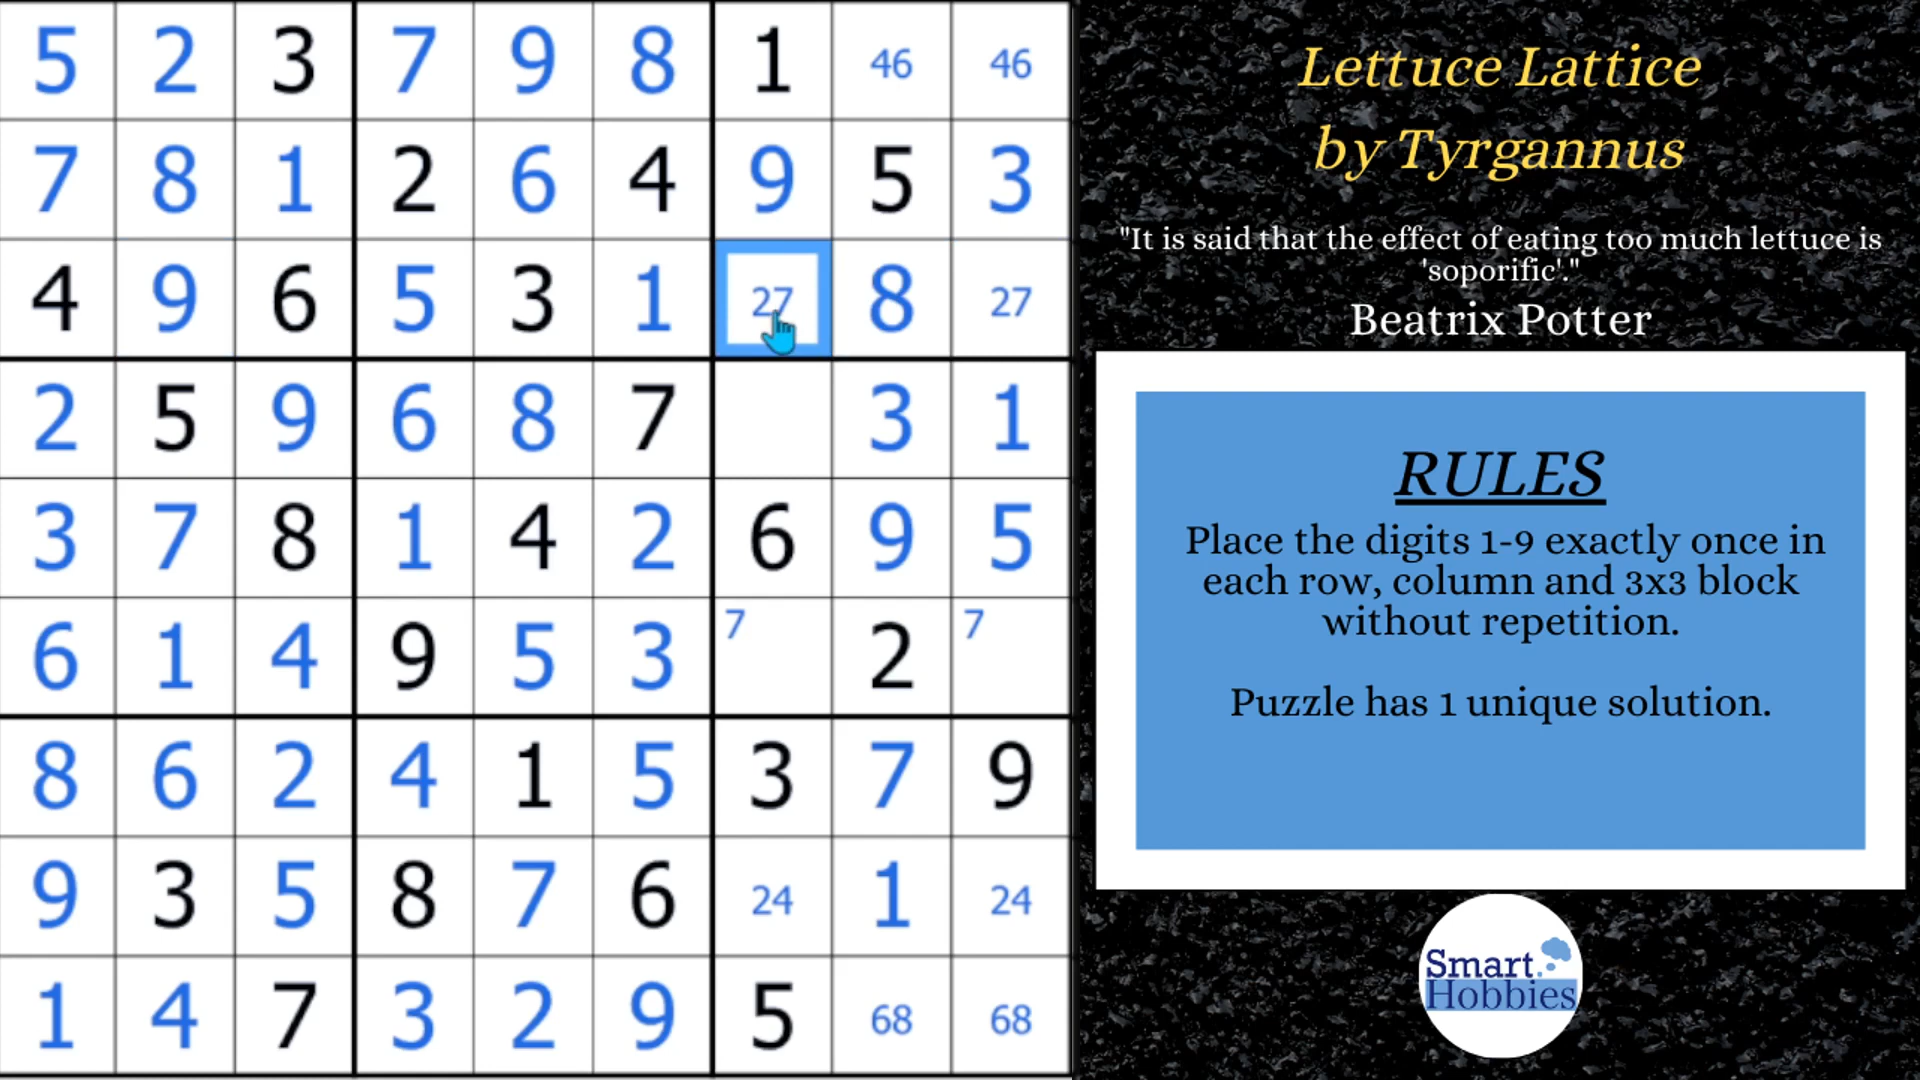 5 2 3 7 9 8 1 46 46
7 8 1 2 6 4 9 5 3
4 9 6 5 3 1 27 8 27
2 5 9 6 8 7 3 1
3 7 8 1 4 2 6 9 5
6 1 4 9 5 3 7 2 7
8 6 2 4 1 5 3 7 9
9 3 5 8 7 6 24 1 24
1 4 7 3 2 9 5 68 68
Lettuce Lattice
by Tyrgannus
"It is said that the effect of eating too much lettuce is
'soporific'."
Beatrix Potter
RULES
Place the digits 1-9 exactly once in
each row, column and 3x3 block
without repetition.
Puzzle has 1 unique solution.
Smart
Hobbies